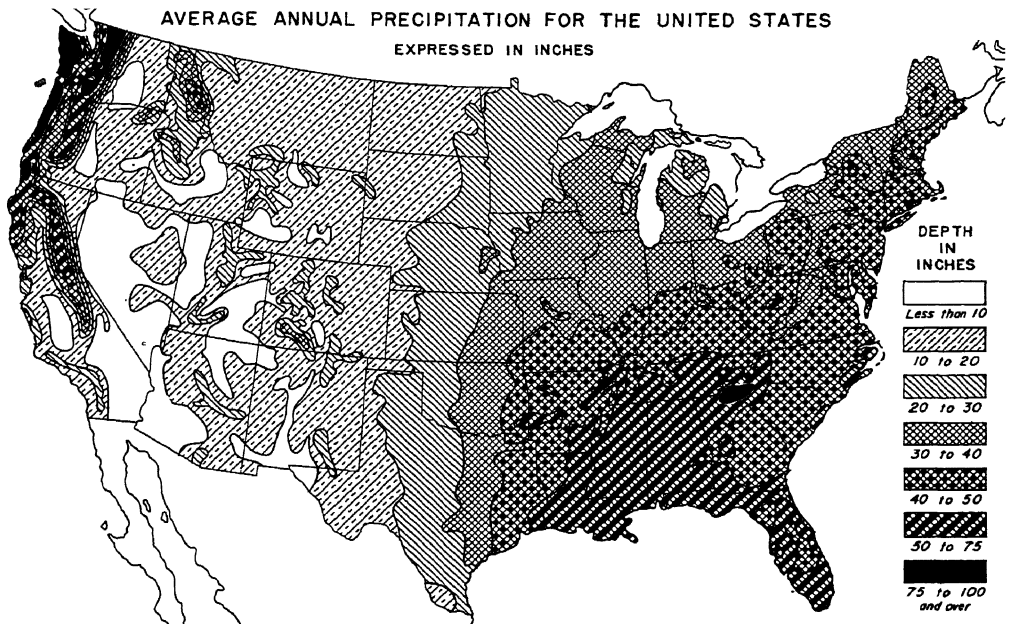 AVERAGE ANNUAL PRECIPITATION FOR THE UNITED STATES
EXPRESSED IN INCHES
DEPTH
IN
INCHES
Less than 10
10 to 20
20 to 30
30 to 40
40 to 50
50 to 75
75 to 100
and over